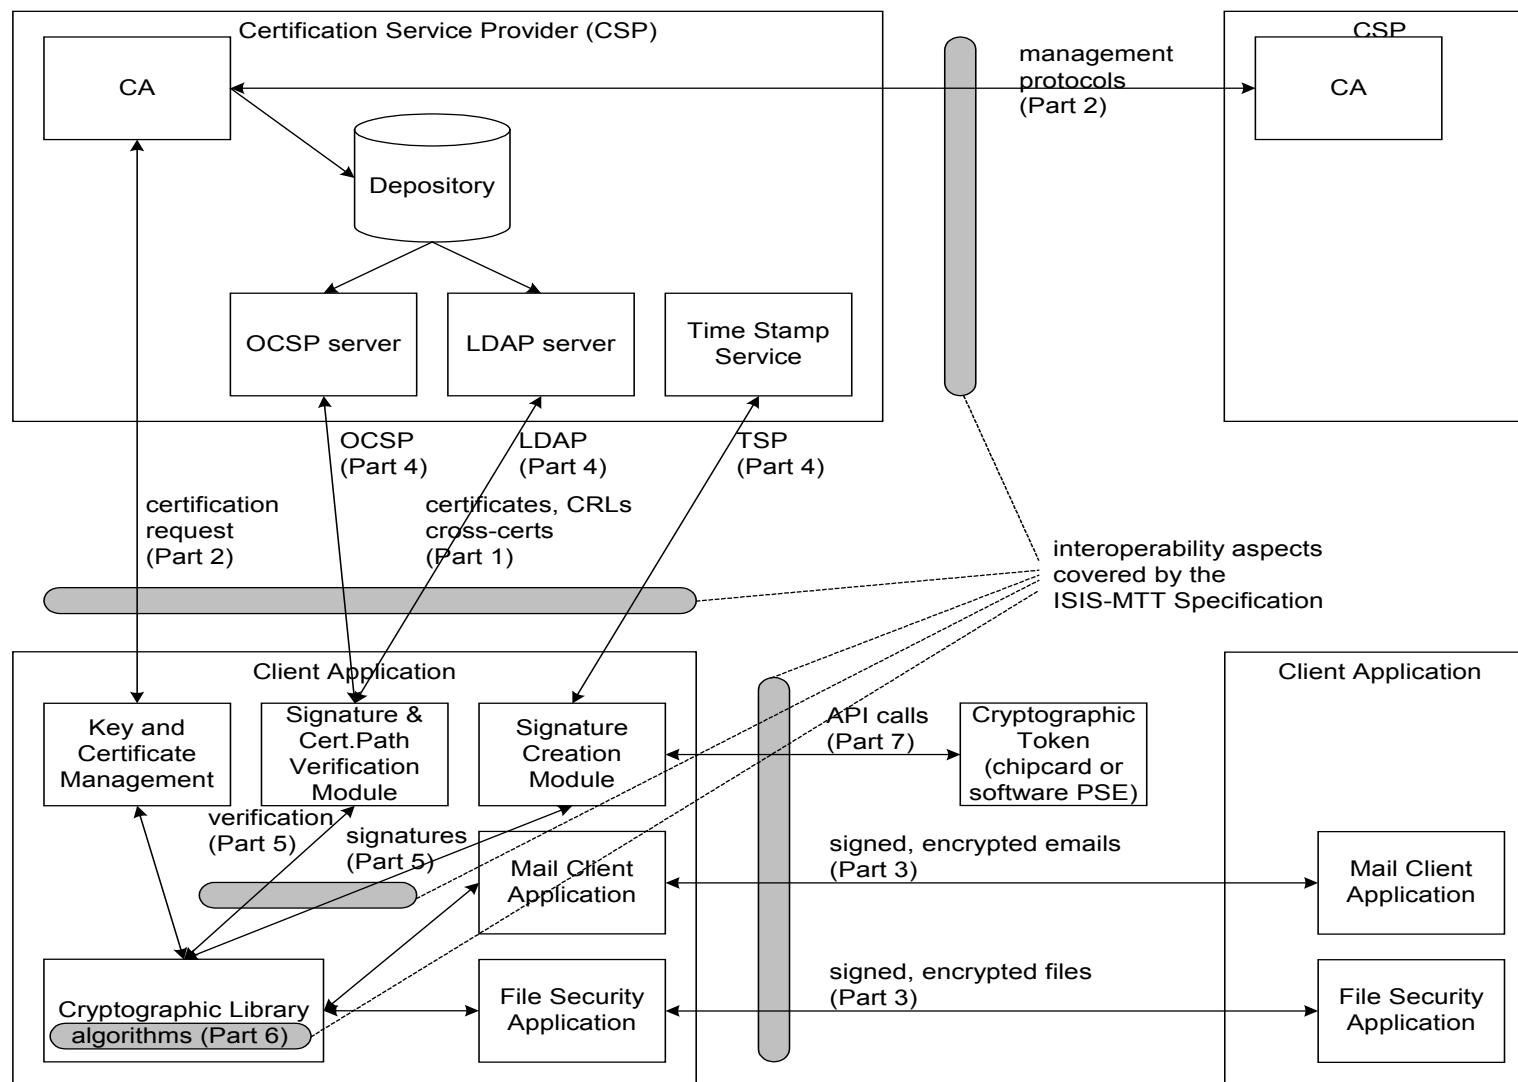 Certification Service Provider (CSP)
CSP
CA
management
protocols
(Part 2)
CA
Depository
OCSP server
LDAP server
Time Stamp
Service
OCSP
(Part 4)
LDAP
(Part 4)
TSP
(Part 4)
certification
request
(Part 2)
certificates, CRLs
cross-certs
(Part 1)
interoperability aspects
covered by the
ISIS-MTT Specification
Client Application
Client Application
Key and
Certificate
Management
Signature &
Cert.Path
Verification
Module
Signature
Creation
Module
API calls
(Part 7)
Cryptographic
Token
(chipcard or
software PSE)
verification
(Part 5)
signatures
(Part 5)
Mail Client
Application
signed, encrypted emails
(Part 3)
Mail Client
Application
Cryptographic Library
algorithms (Part 6)
File Security
Application
signed, encrypted files
(Part 3)
File Security
Application